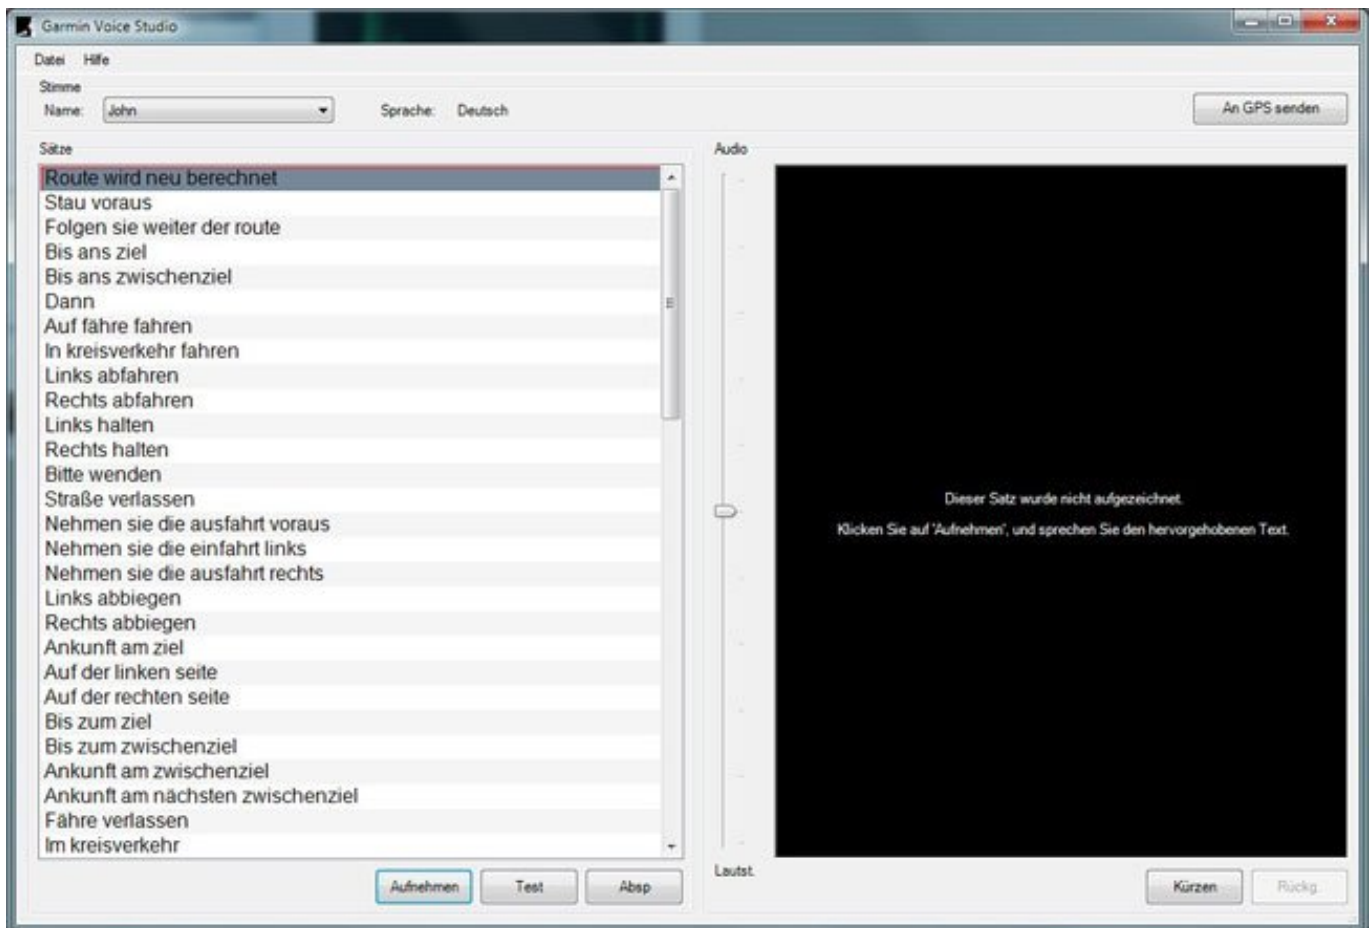 Garmin Voice Studio
Datei Hilfe
Stimme
Name: John Sprache: Deutsch An GPS senden
Sätze
Audio
Route wird neu berechnet
Stau voraus
Folgen sie weiter der route
Bis ans ziel
Bis ans zwischenziel
Dann
Auf fähre fahren
In kreisverkehr fahren
Links abfahren
Rechts abfahren
Links halten
Rechts halten
Bitte wenden
Straße verlassen
Nehmen sie die ausfahrt voraus
Nehmen sie die einfahrt links
Nehmen sie die ausfahrt rechts
Links abbiegen
Rechts abbiegen
Ankunft am ziel
Auf der linken seite
Auf der rechten seite
Bis zum ziel
Bis zum zwischenziel
Ankunft am zwischenziel
Ankunft am nächsten zwischenziel
Fähre verlassen
Im kreisverkehr
Aufnehmen Test Absp
Dieser Satz wurde nicht aufgezeichnet.
Klicken Sie auf 'Aufnehmen', und sprechen Sie den hervorgehobenen Text.
Lautst.
Kürzen Rückg.